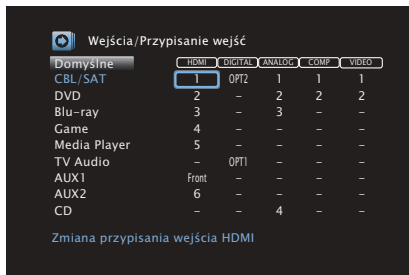 Wejścia/Przypisanie wejść
Domyślne HDMI DIGITAL ANALOG COMP VIDEO
CBL/SAT 1 OPT2 1 1 1
DVD 2 – 2 2 2
Blu-ray 3 – 3 – –
Game 4 – – – –
Media Player 5 – – – –
TV Audio – OPT1 – – –
AUX1 Front – – – –
AUX2 6 – – – –
CD – – 4 – –
Zmiana przypisania wejścia HDMI